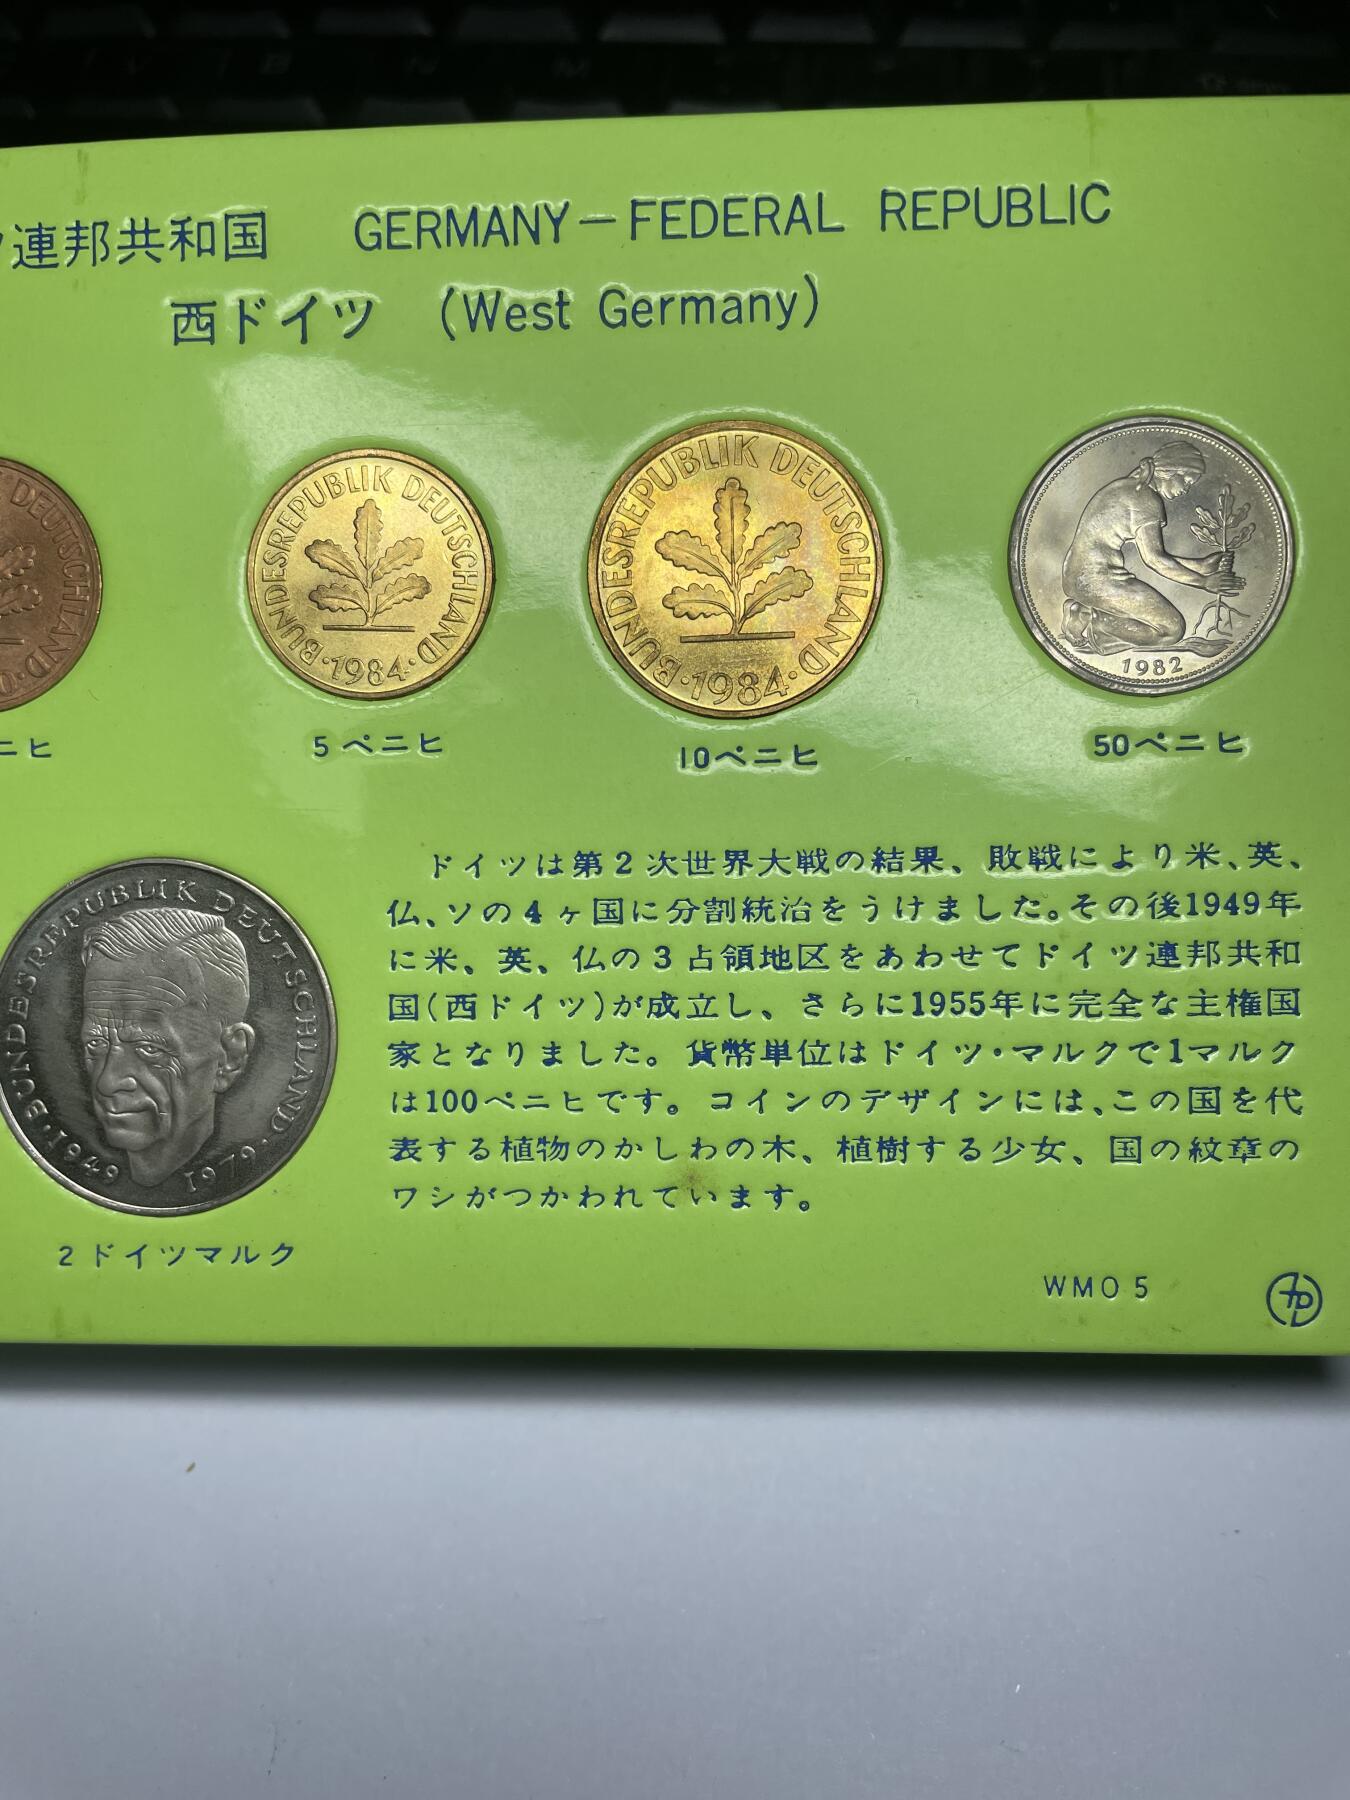 連邦共和国 GERMANY－FEDERAL REPUBLIC
西ドイツ (West Germany)
DEUTSCHLAND
BUNDESREPUBLIK DEUTSCHLAND
·1984·
BUNDESREPUBLIK DEUTSCHLAND
·1984·
1982
ニヒ
5ペニヒ
10ペニヒ
50ペニヒ
BUNDESREPUBLIK DEUTSCHLAND
·1949 1979·
2ドイツマルク
ドイツは第2次世界大戦の結果、敗戦により米、英、
仏、ソの4ヶ国に分割統治をうけました。その後1949年
に米、英、仏の3占領地区をあわせてドイツ連邦共和
国(西ドイツ)が成立し、さらに1955年に完全な主権国
家となりました。貨幣単位はドイツ・マルクで1マルク
は100ペニヒです。コインのデザインには、この国を代
表する植物のかしわの木、植樹する少女、国の紋章の
ワシがつかわれています。
WMO 5